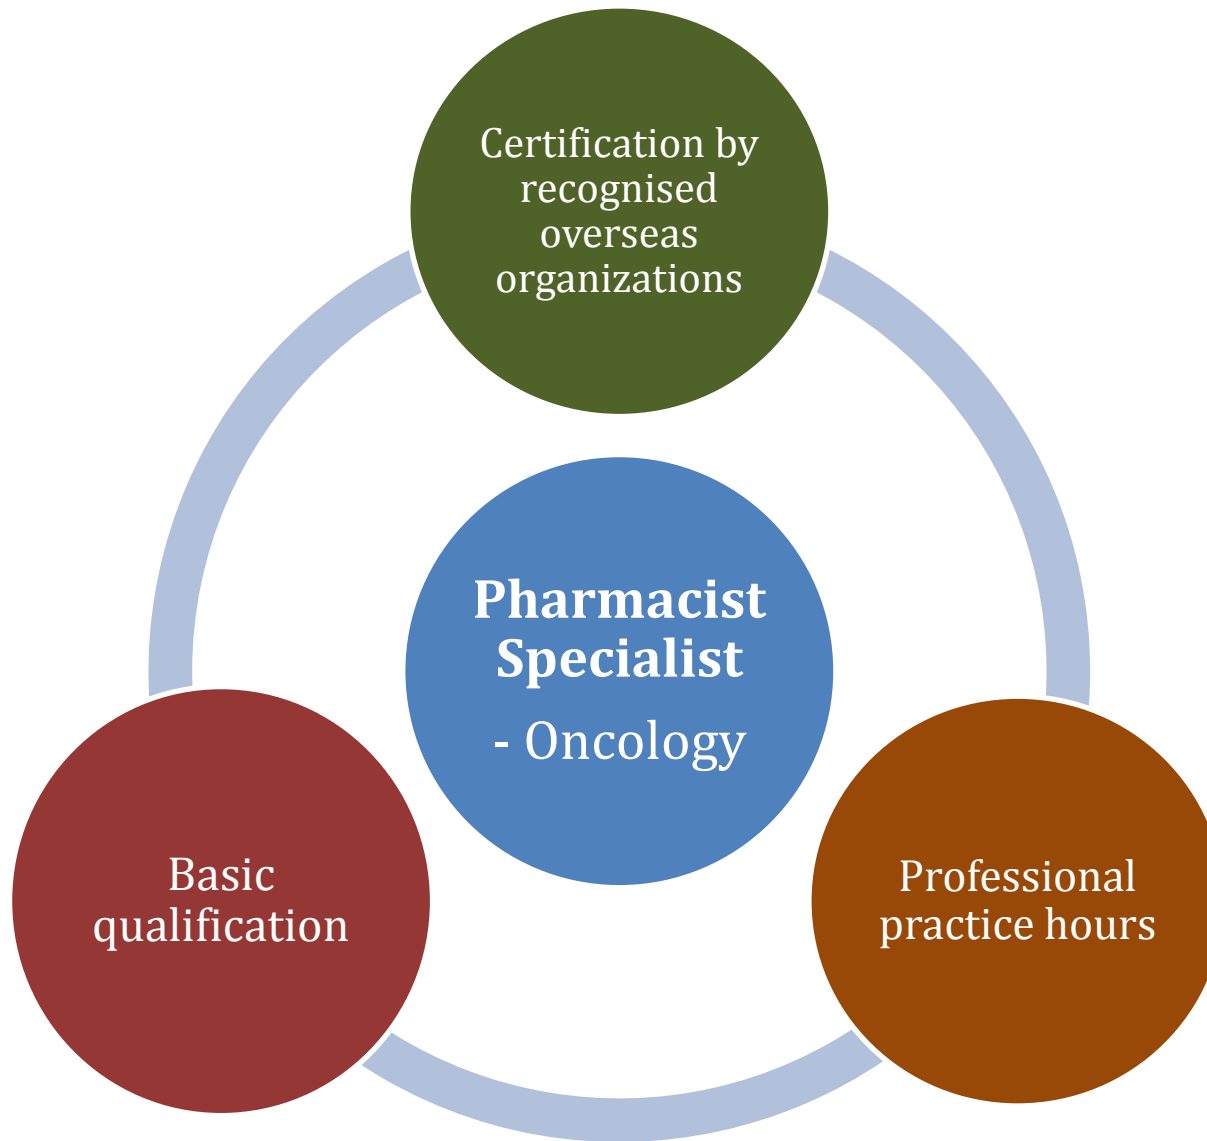 Certification by
recognised
overseas
organizations
Pharmacist
Specialist
- Oncology
Basic
qualification
Professional
practice hours